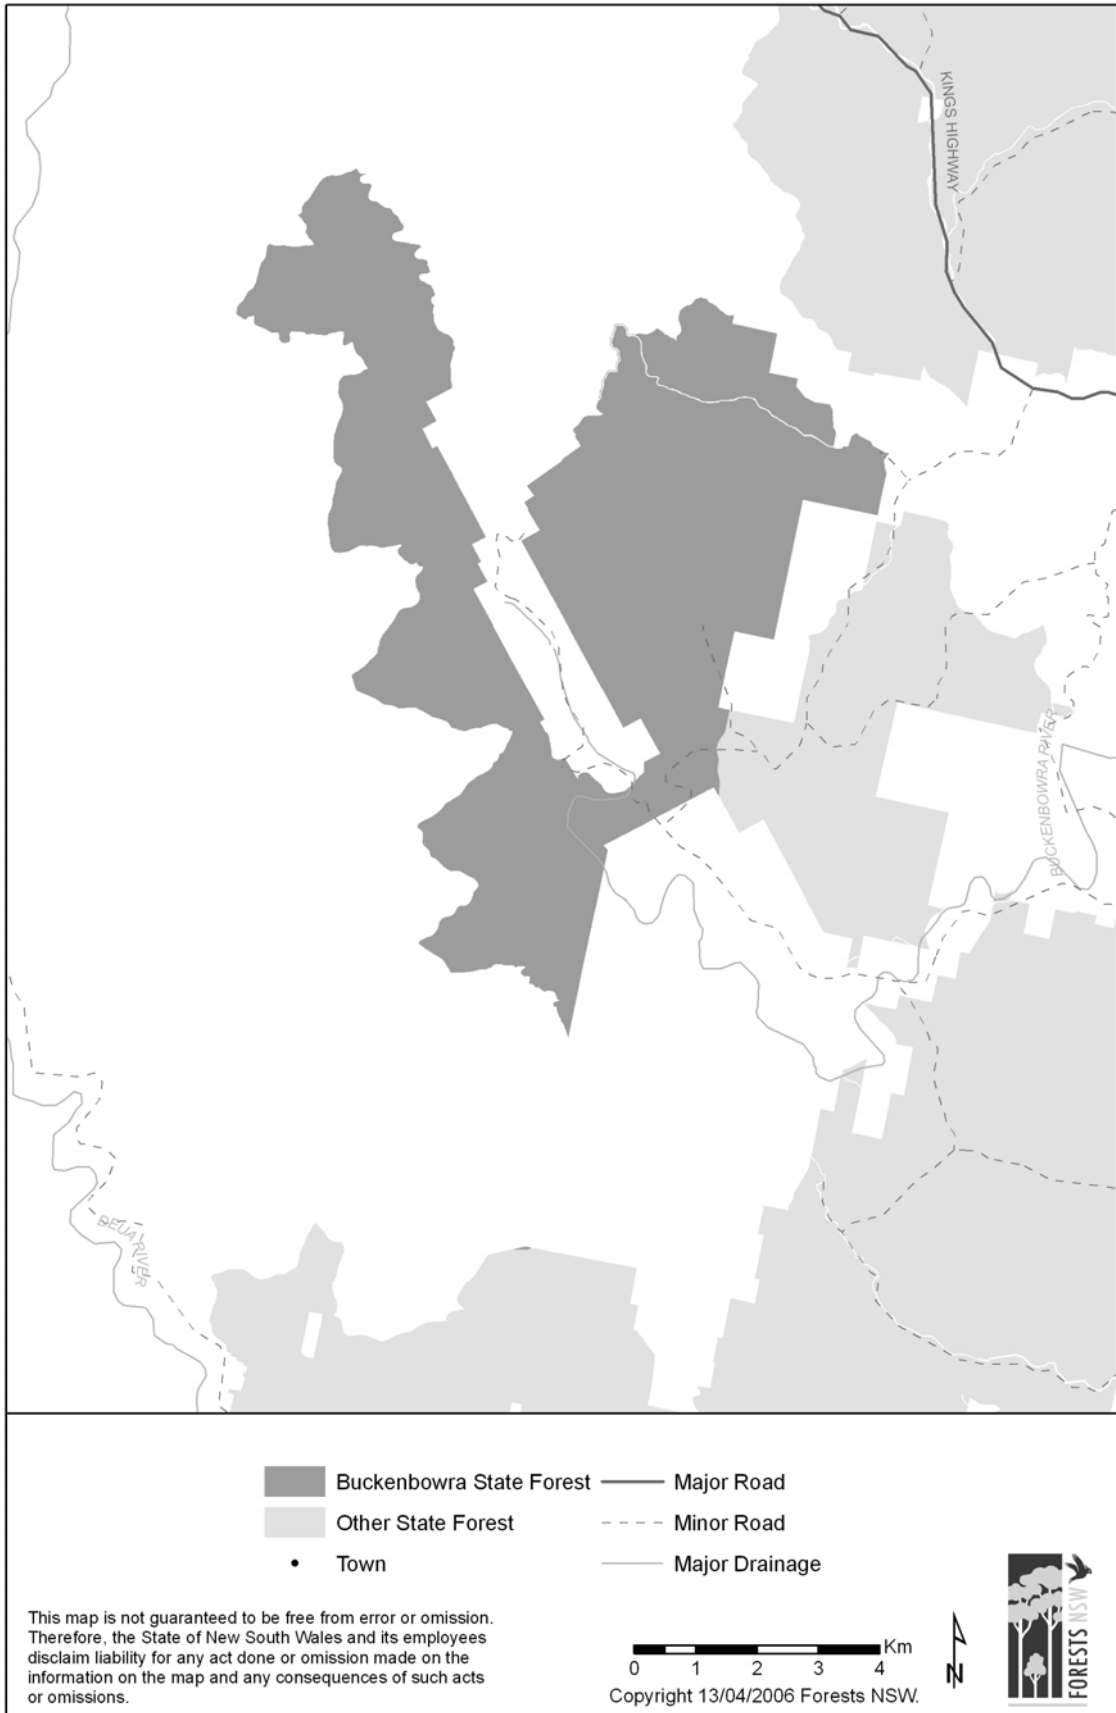 KINGS HIGHWAY
BUCKENBOWRA RIVER
DEUA RIVER
Buckenbowra State Forest
Major Road
Other State Forest
Minor Road
Town
Major Drainage
This map is not guaranteed to be free from error or omission.
Therefore, the State of New South Wales and its employees
disclaim liability for any act done or omission made on the
information on the map and any consequences of such acts
or omissions.
Km
0 1 2 3 4
Copyright 13/04/2006 Forests NSW.
N
FORESTS NSW